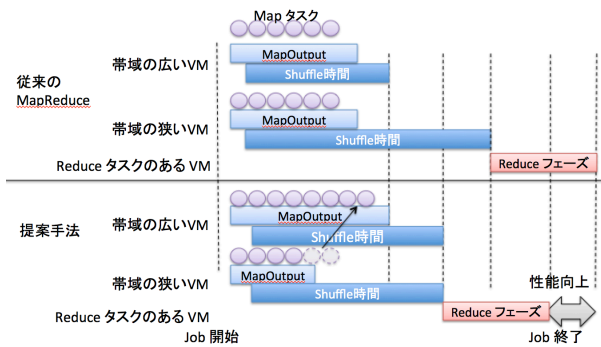 Map タスク
帯域の広いVM
MapOutput
Shuffle時間
従来の
MapReduce
帯域の狭いVM
MapOutput
Shuffle時間
Reduce タスクのある VM
Reduce フェーズ
提案手法
帯域の広いVM
MapOutput
Shuffle時間
帯域の狭いVM
MapOutput
Shuffle時間
性能向上
Reduce タスクのある VM
Reduce フェーズ
Job 開始
Job 終了